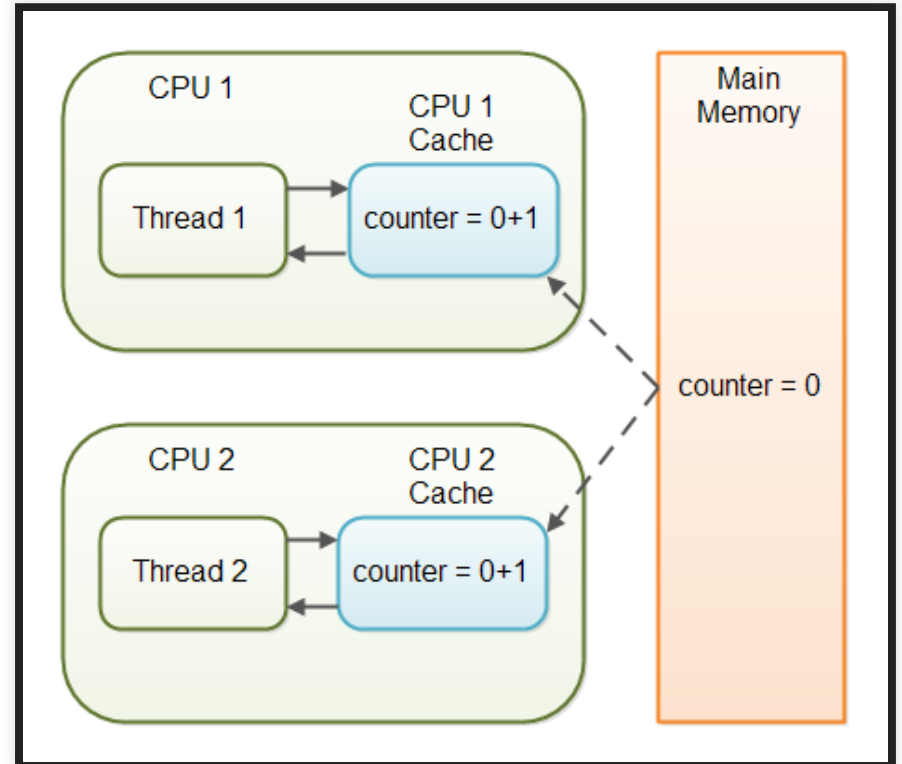 CPU 1
CPU 1
Cache
Thread 1
counter = 0+1
CPU 2
CPU 2
Cache
Thread 2
counter = 0+1
Main
Memory
counter = 0